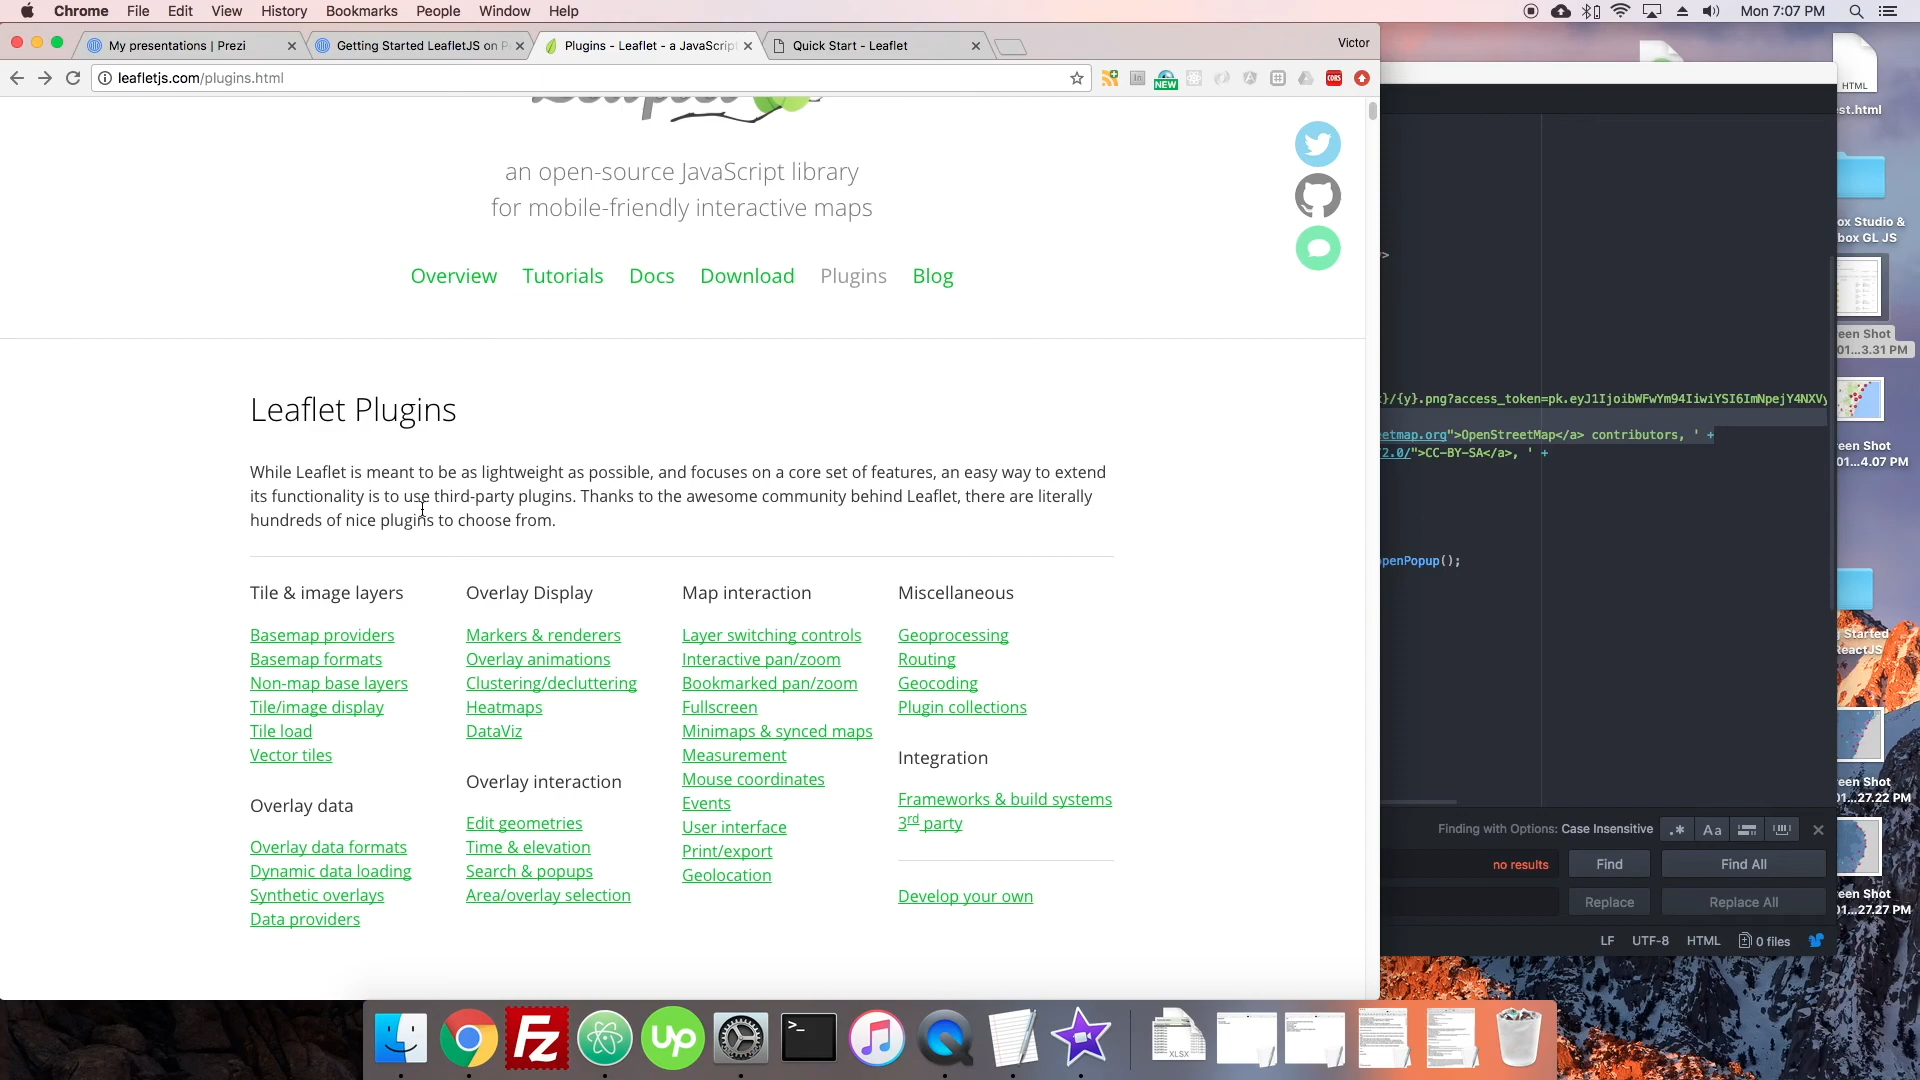 Chrome File Edit View History Bookmarks People Window Help
Mon 7:07 PM
My presentations | Prezi
Getting Started LeafletJS on P
Plugins - Leaflet - a JavaScript
Quick Start - Leaflet
Victor
leafletjs.com/plugins.html
NEW
CORS
an open-source JavaScript library
for mobile-friendly interactive maps
Overview Tutorials Docs Download Plugins Blog
Leaflet Plugins
While Leaflet is meant to be as lightweight as possible, and focuses on a core set of features, an easy way to extend
its functionality is to use third-party plugins. Thanks to the awesome community behind Leaflet, there are literally
hundreds of nice plugins to choose from.
Tile & image layers
Basemap providers
Basemap formats
Non-map base layers
Tile/image display
Tile load
Vector tiles
Overlay data
Overlay data formats
Dynamic data loading
Synthetic overlays
Data providers
Overlay Display
Markers & renderers
Overlay animations
Clustering/decluttering
Heatmaps
DataViz
Overlay interaction
Edit geometries
Time & elevation
Search & popups
Area/overlay selection
Map interaction
Layer switching controls
Interactive pan/zoom
Bookmarked pan/zoom
Fullscreen
Minimaps & synced maps
Measurement
Mouse coordinates
Events
User interface
Print/export
Geolocation
Miscellaneous
Geoprocessing
Routing
Geocoding
Plugin collections
Integration
Frameworks & build systems
3rd party
Develop your own
>
}/{y}.png?access_token=pk.eyJ1IjoibWFwYm94IiwiYSI6ImNpejY4NXVy
eetmap.org">OpenStreetMap</a> contributors, ' +
/2.0/">CC-BY-SA</a>, ' +
openPopup();
Finding with Options: Case Insensitive
.* Aa
no results Find Find All
Replace Replace All
LF UTF-8 HTML 0 files
HTML
est.html
ox Studio &
box GL JS
een Shot
01...3.31 PM
een Shot
01...4.07 PM
g Started
ReactJS
een Shot
01...27.22 PM
een Shot
01...27.27 PM
Fz
Up
>_
XLSX